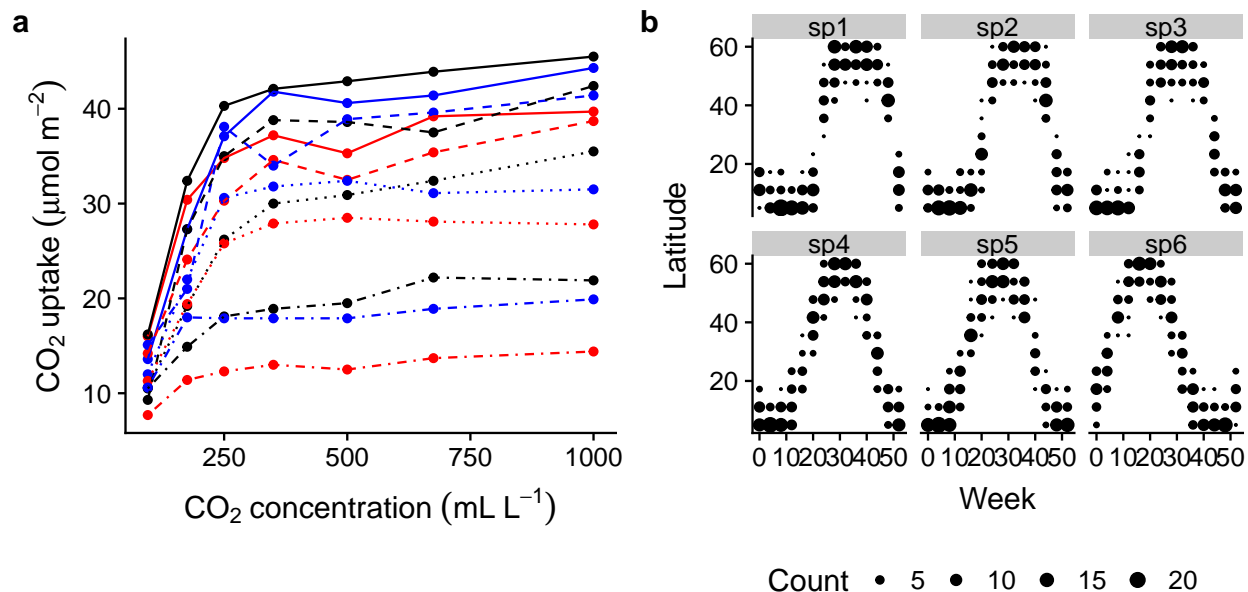 a
40
30
20
10
CO₂ uptake (μmol m⁻²)
250 500 750 1000
CO₂ concentration (mL L⁻¹)
b
sp1 sp2 sp3
60
40
20
sp4 sp5 sp6
60
40
20
Latitude
0 10 20 30 40 50 0 10 20 30 40 50 0 10 20 30 40 50
Week
Count 5 10 15 20